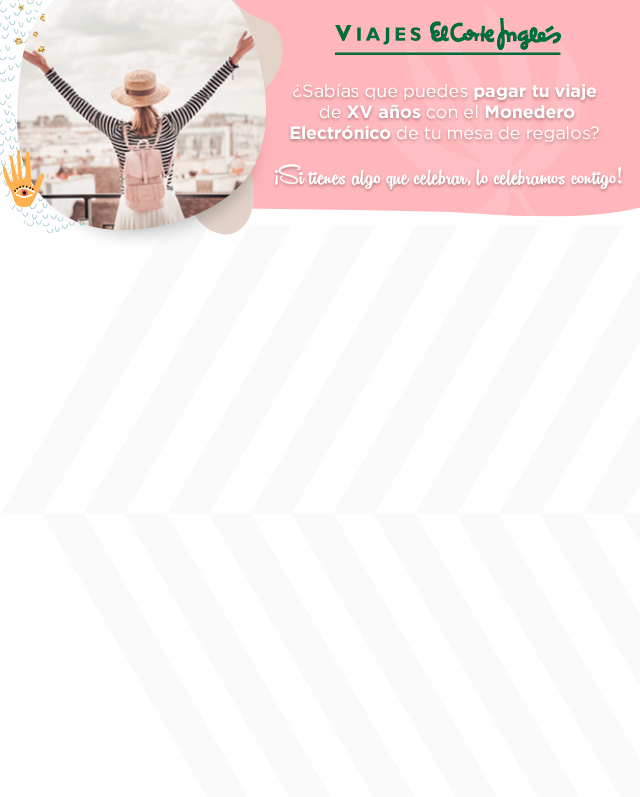 VIAJES El Corte Inglés
¿Sabías que puedes pagar tu viaje
de XV años con el Monedero
Electrónico de tu mesa de regalos?
¡Si tienes algo que celebrar, lo celebramos contigo!